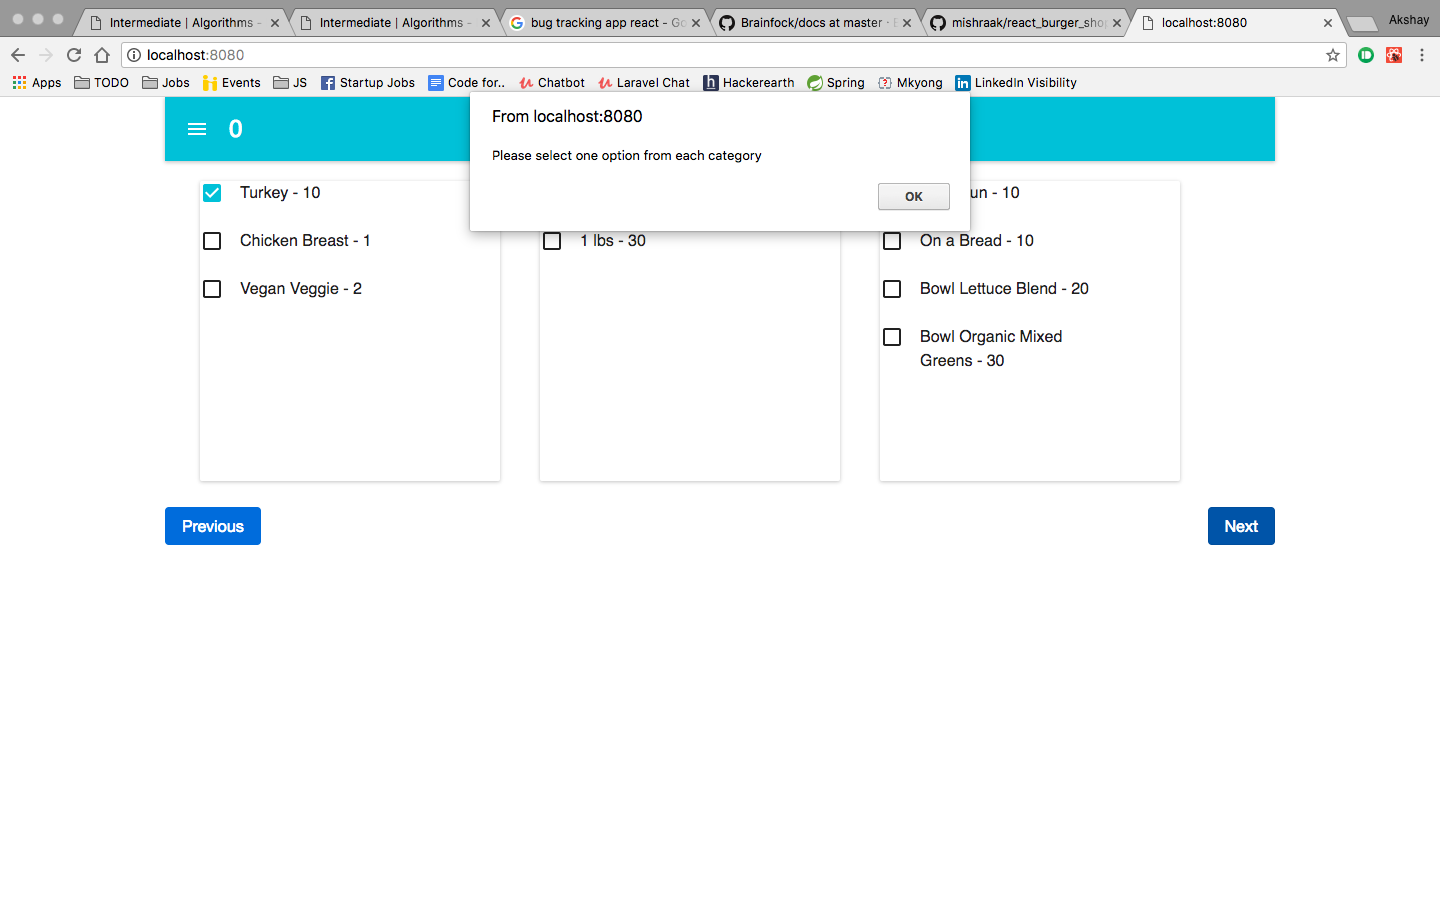 Intermediate | Algorithms -
Intermediate | Algorithms -
bug tracking app react - Go
Brainfock/docs at master · B
mishraak/react_burger_shop
localhost:8080
Akshay
localhost:8080
Apps
TODO
Jobs
Events
JS
Startup Jobs
Code for..
Chatbot
Laravel Chat
Hackerearth
Spring
Mkyong
LinkedIn Visibility
0
From localhost:8080
Please select one option from each category
OK
Turkey - 10
Chicken Breast - 1
Vegan Veggie - 2
1 lbs - 30
un - 10
On a Bread - 10
Bowl Lettuce Blend - 20
Bowl Organic Mixed
Greens - 30
Previous
Next